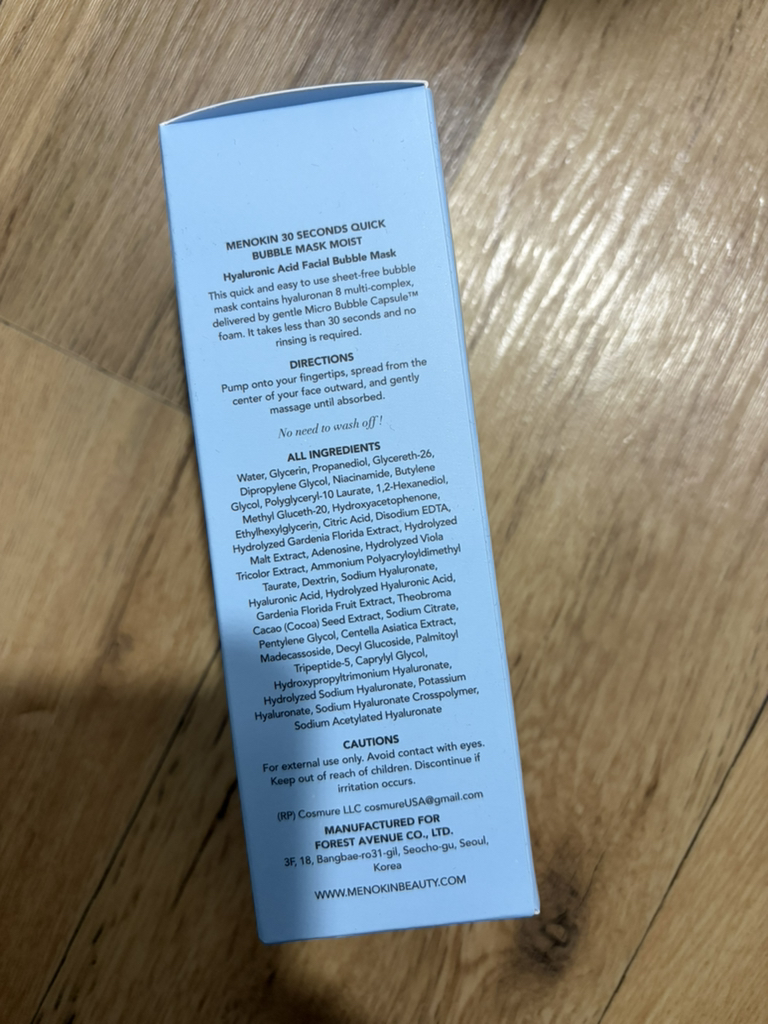 MENOKIN 30 SECONDS QUICK
BUBBLE MASK MOIST
Hyaluronic Acid Facial Bubble Mask
This quick and easy to use sheet-free bubble
mask contains hyaluronan 8 multi-complex,
delivered by gentle Micro Bubble Capsule™
foam. It takes less than 30 seconds and no
rinsing is required.
DIRECTIONS
Pump onto your fingertips, spread from the
center of your face outward, and gently
massage until absorbed.
No need to wash off!
ALL INGREDIENTS
Water, Glycerin, Propanediol, Glycereth-26,
Dipropylene Glycol, Niacinamide, Butylene
Glycol, Polyglyceryl-10 Laurate, 1,2-Hexanediol,
Methyl Gluceth-20, Hydroxyacetophenone,
Ethylhexylglycerin, Citric Acid, Disodium EDTA,
Hydrolyzed Gardenia Florida Extract, Hydrolyzed
Malt Extract, Adenosine, Hydrolyzed Viola
Tricolor Extract, Ammonium Polyacryloyldimethyl
Taurate, Dextrin, Sodium Hyaluronate,
Hyaluronic Acid, Hydrolyzed Hyaluronic Acid,
Gardenia Florida Fruit Extract, Theobroma
Cacao (Cocoa) Seed Extract, Sodium Citrate,
Pentylene Glycol, Centella Asiatica Extract,
Madecassoside, Decyl Glucoside, Palmitoyl
Tripeptide-5, Caprylyl Glycol,
Hydroxypropyltrimonium Hyaluronate,
Hydrolyzed Sodium Hyaluronate, Potassium
Hyaluronate, Sodium Hyaluronate Crosspolymer,
Sodium Acetylated Hyaluronate
CAUTIONS
For external use only. Avoid contact with eyes.
Keep out of reach of children. Discontinue if
irritation occurs.
(RP) Cosmure LLC cosmureUSA@gmail.com
MANUFACTURED FOR
FOREST AVENUE CO., LTD.
3F, 18, Bangbae-ro31-gil, Seocho-gu, Seoul,
Korea
WWW.MENOKINBEAUTY.COM